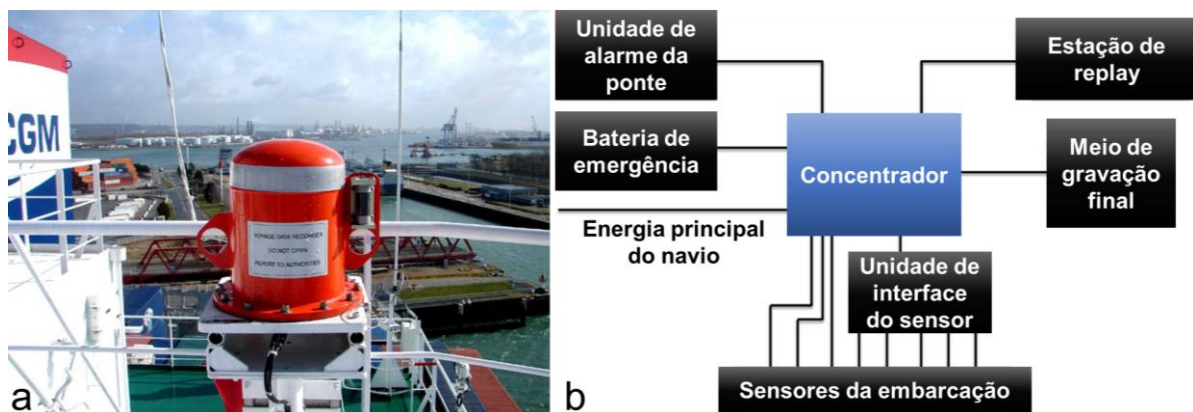 CGM
VOYAGE DATA RECORDER
DO NOT OPEN
REPORT TO AUTHORITIES
a
Unidade de
alarme da
ponte
Estação de
replay
Bateria de
emergência
Concentrador
Meio de
gravação
final
Energia principal
do navio
Unidade de
interface
do sensor
Sensores da embarcação
b